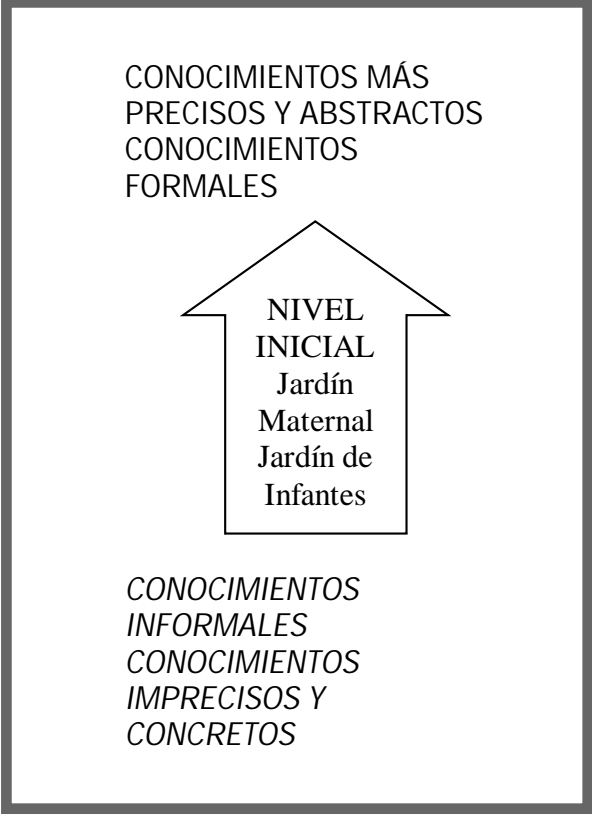 CONOCIMIENTOS MÁS
PRECISOS Y ABSTRACTOS
CONOCIMIENTOS
FORMALES
NIVEL
INICIAL
Jardín
Maternal
Jardín de
Infantes
CONOCIMIENTOS
INFORMALES
CONOCIMIENTOS
IMPRECISOS Y
CONCRETOS